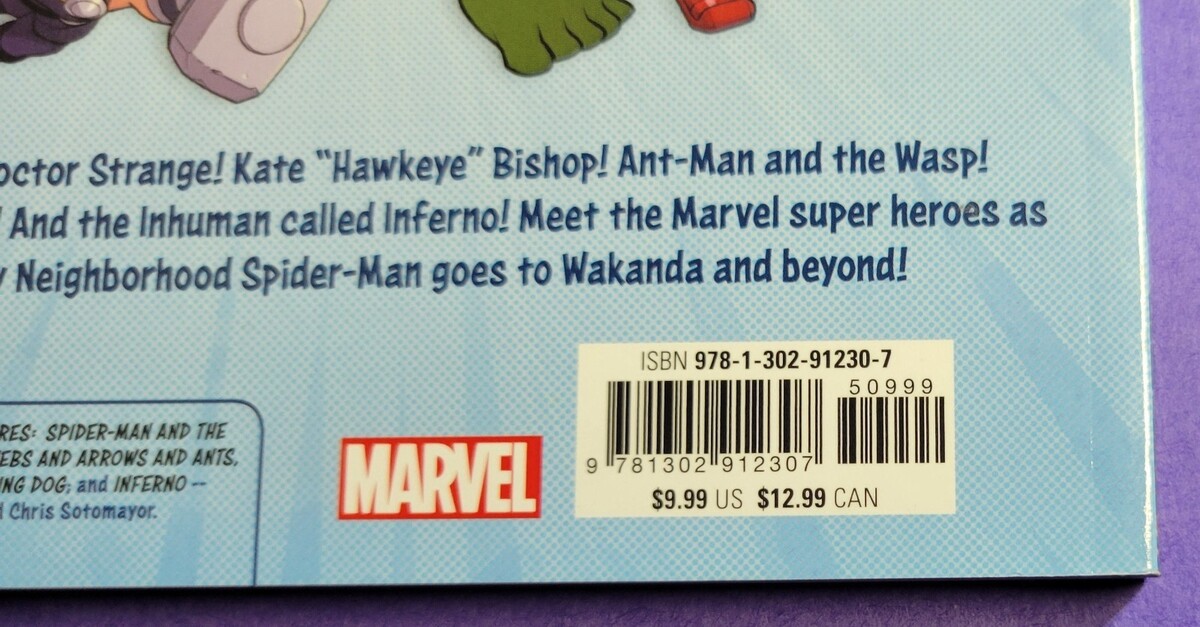 octor Strange! Kate “Hawkeye” Bishop! Ant-Man and the Wasp!
! And the Inhuman called Inferno! Meet the Marvel super heroes as
y Neighborhood Spider-Man goes to Wakanda and beyond!
RES: SPIDER-MAN AND THE
EBS AND ARROWS AND ANTS,
NG DOG; and INFERNO --
d Chris Sotomayor.
MARVEL
ISBN 978-1-302-91230-7
50999
9 781302 912307
$9.99 US $12.99 CAN